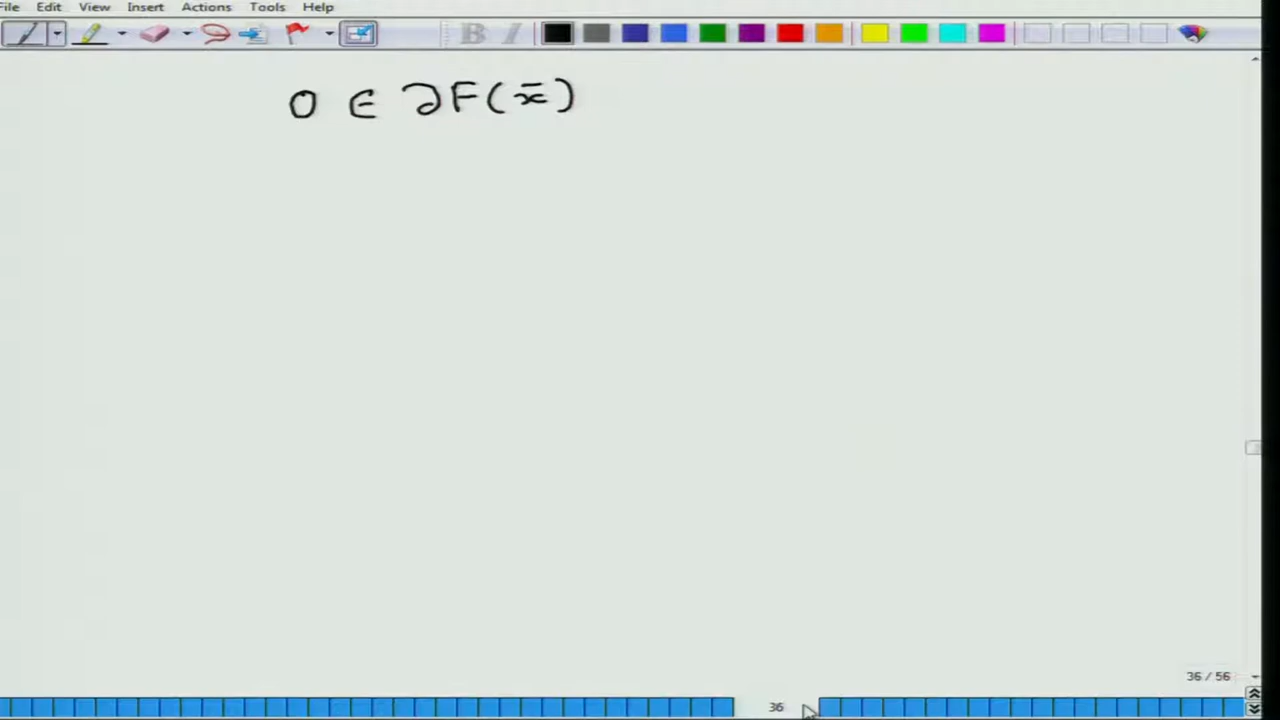 File Edit View Insert Actions Tools Help
B I
0 ∈ ∂F(x̄)
36 / 56
36